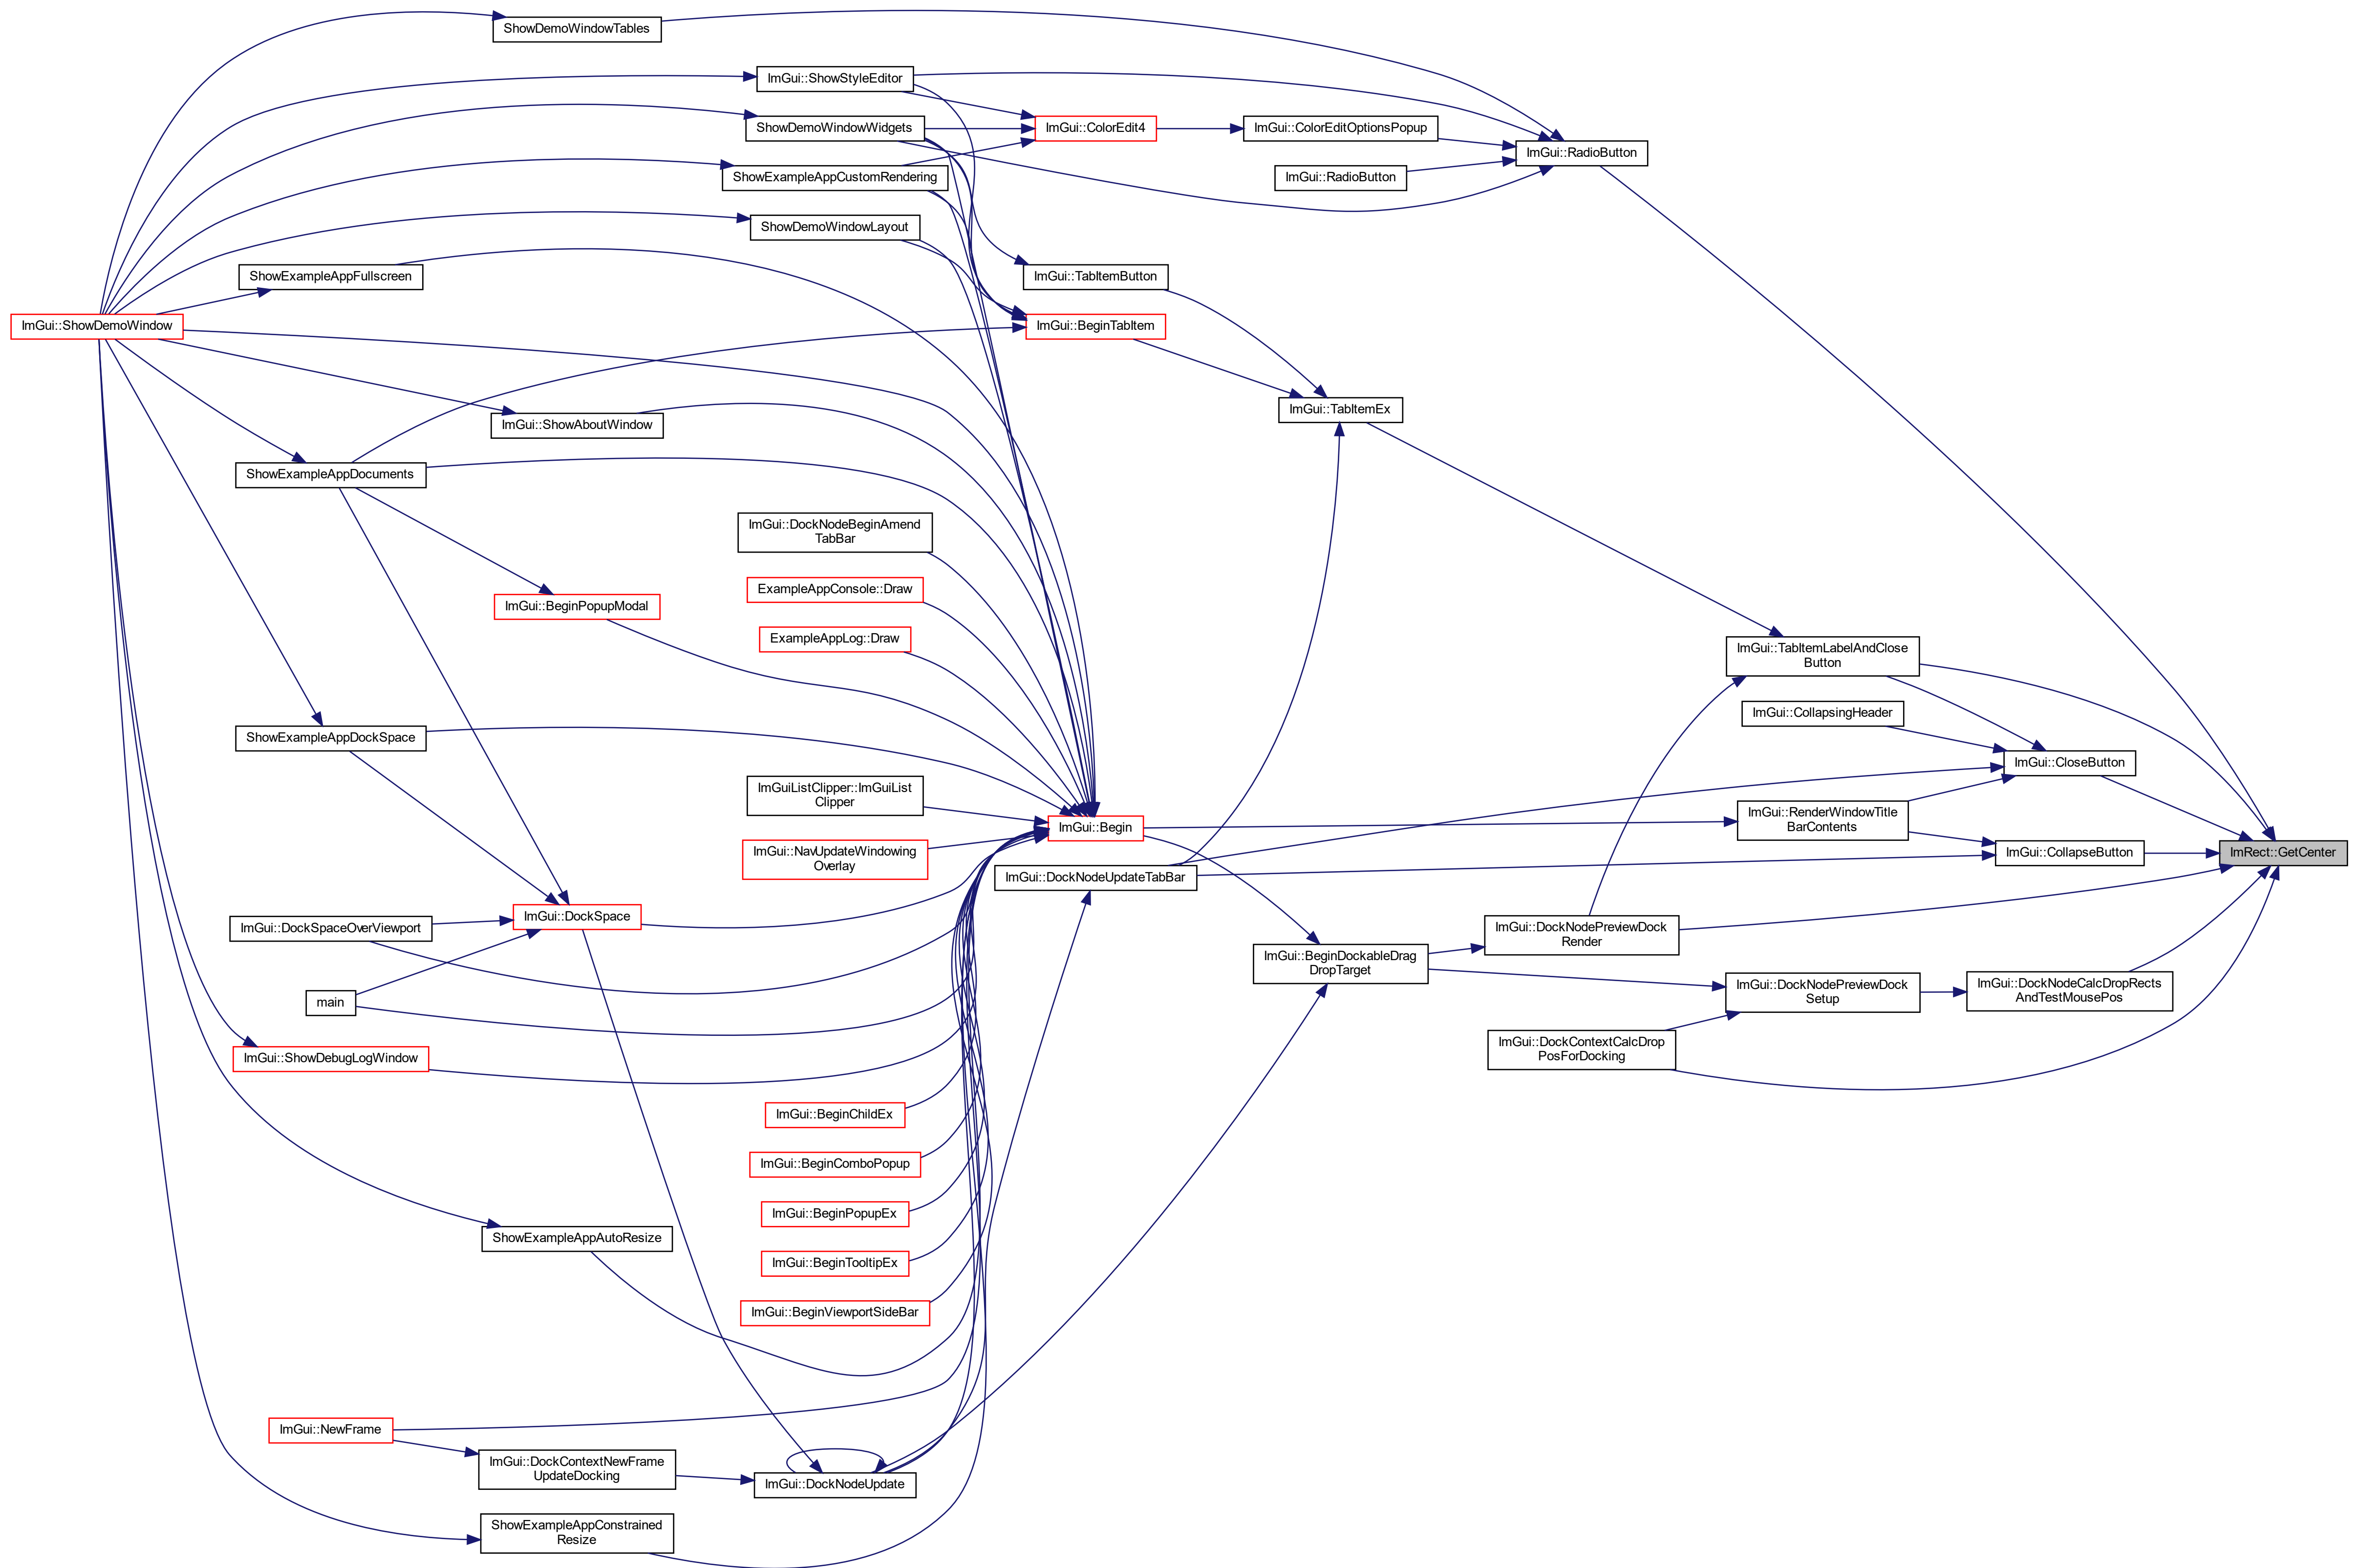 ShowDemoWindowTables
ImGui::ShowStyleEditor
ShowDemoWindowWidgets
ImGui::ColorEdit4
ImGui::ColorEditOptionsPopup
ImGui::RadioButton
ImGui::RadioButton
ShowExampleAppCustomRendering
ShowDemoWindowLayout
ShowExampleAppFullscreen
ImGui::TabItemButton
ImGui::ShowDemoWindow
ImGui::BeginTabItem
ImGui::TabItemEx
ImGui::ShowAboutWindow
ShowExampleAppDocuments
ImGui::DockNodeBeginAmend
TabBar
ExampleAppConsole::Draw
ImGui::BeginPopupModal
ExampleAppLog::Draw
ImGui::TabItemLabelAndClose
Button
ImGui::CollapsingHeader
ShowExampleAppDockSpace
ImGui::CloseButton
ImGuiListClipper::ImGuiList
Clipper
ImGui::Begin
ImGui::RenderWindowTitle
BarContents
ImGui::NavUpdateWindowing
Overlay
ImGui::CollapseButton
ImRect::GetCenter
ImGui::DockNodeUpdateTabBar
ImGui::DockSpace
ImGui::DockSpaceOverViewport
ImGui::DockNodePreviewDock
Render
ImGui::BeginDockableDrag
DropTarget
main
ImGui::DockNodePreviewDock
Setup
ImGui::DockNodeCalcDropRects
AndTestMousePos
ImGui::DockContextCalcDrop
PosForDocking
ImGui::ShowDebugLogWindow
ImGui::BeginChildEx
ImGui::BeginComboPopup
ImGui::BeginPopupEx
ShowExampleAppAutoResize
ImGui::BeginTooltipEx
ImGui::BeginViewportSideBar
ImGui::NewFrame
ImGui::DockContextNewFrame
UpdateDocking
ImGui::DockNodeUpdate
ShowExampleAppConstrained
Resize